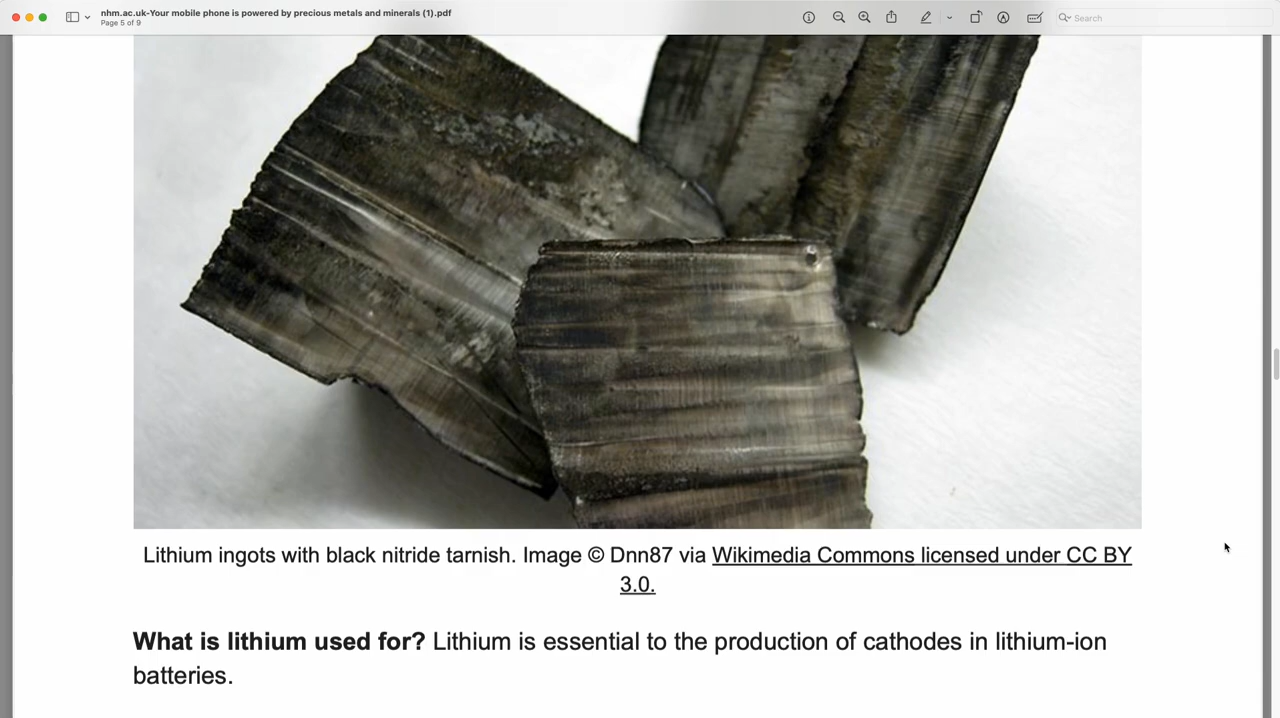 nhm.ac.uk-Your mobile phone is powered by precious metals and minerals (1).pdf
Page 5 of 9
Search
Lithium ingots with black nitride tarnish. Image © Dnn87 via Wikimedia Commons licensed under CC BY
3.0.
What is lithium used for? Lithium is essential to the production of cathodes in lithium-ion
batteries.